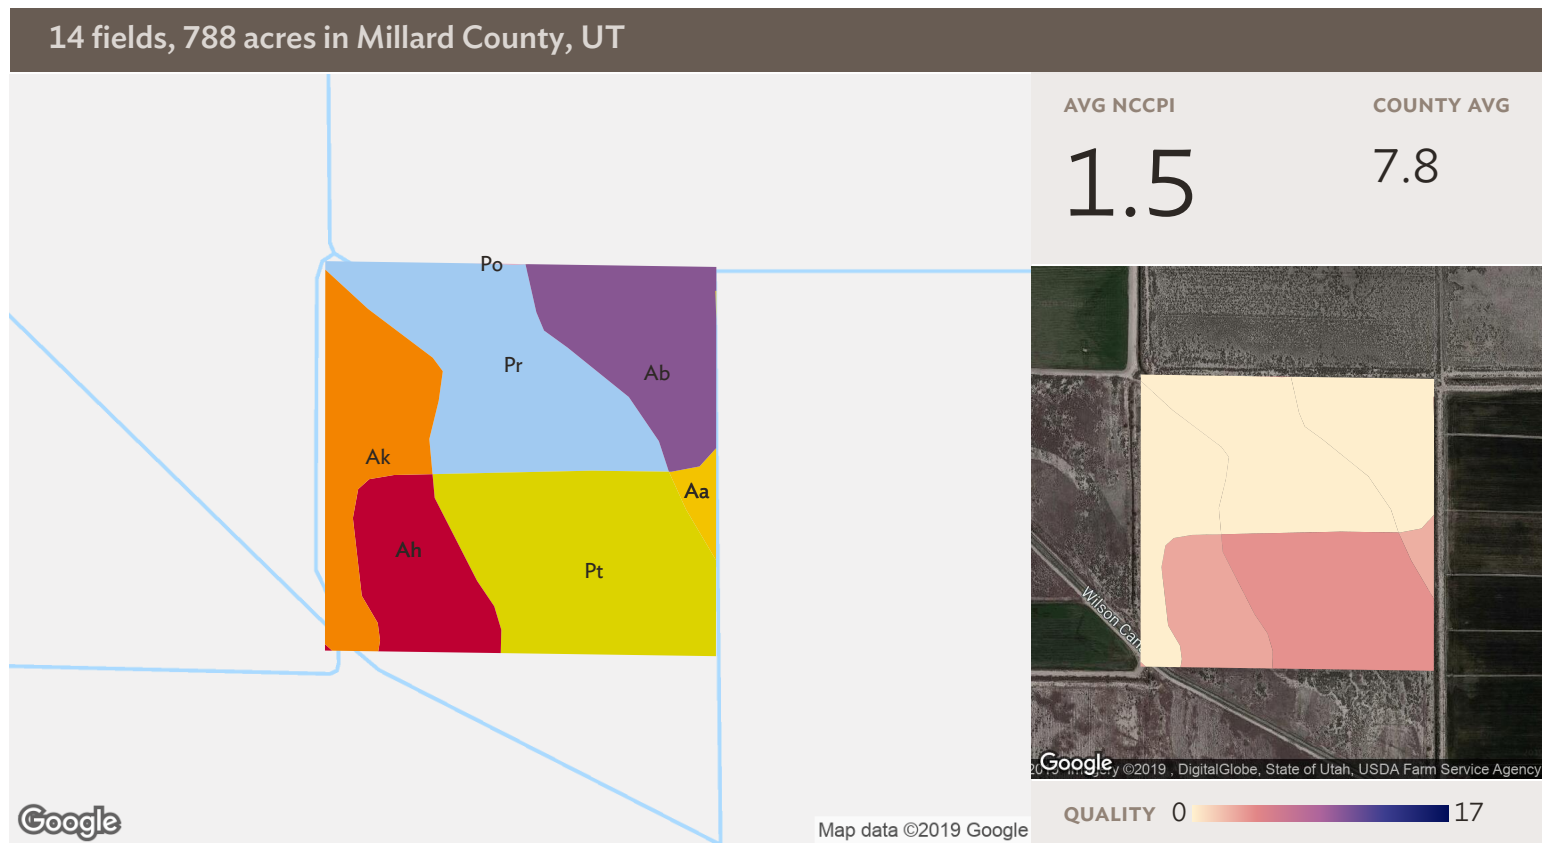 14 fields, 788 acres in Millard County, UT
AVG NCCPI
COUNTY AVG
1.5
7.8
Po
Pr
Ab
Ak
Aa
Ah
Pt
Wilson Can
Google
Imagery ©2019 , DigitalGlobe, State of Utah, USDA Farm Service Agency
Google
Map data ©2019 Google
QUALITY 0 17